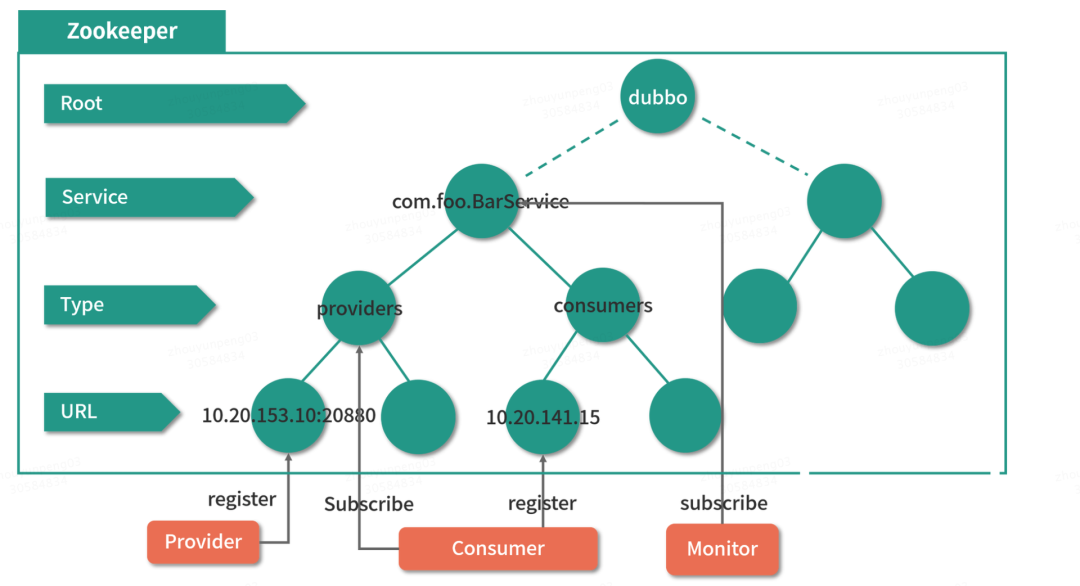 Zookeeper
Root
dubbo
Service
com.foo.BarService
Type
providers
consumers
URL
10.20.153.10:20880
10.20.141.15
register
Subscribe
register
subscribe
Provider
Consumer
Monitor